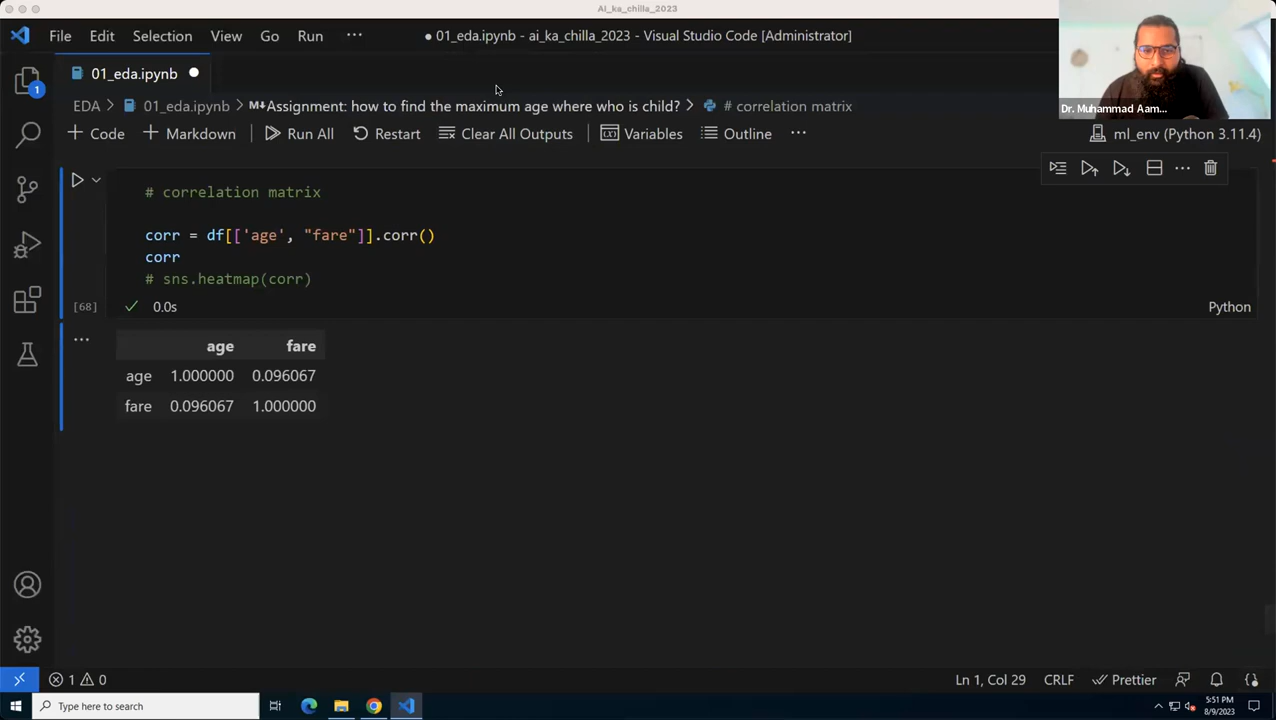 Ai_ka_chilla_2023
File Edit Selection View Go Run ··· ● 01_eda.ipynb - ai_ka_chilla_2023 - Visual Studio Code [Administrator]
01_eda.ipynb ●
EDA > 01_eda.ipynb > M↓Assignment: how to find the maximum age where who is child? > # correlation matrix
Dr. Muhammad Aam...
+ Code + Markdown Run All Restart Clear All Outputs Variables Outline ··· ml_env (Python 3.11.4)
1
# correlation matrix
corr = df[['age', "fare"]].corr()
corr
# sns.heatmap(corr)
[68] ✓ 0.0s Python
age fare
age 1.000000 0.096067
fare 0.096067 1.000000
1 0 Ln 1, Col 29 CRLF Prettier
Type here to search 5:51 PM
8/9/2023